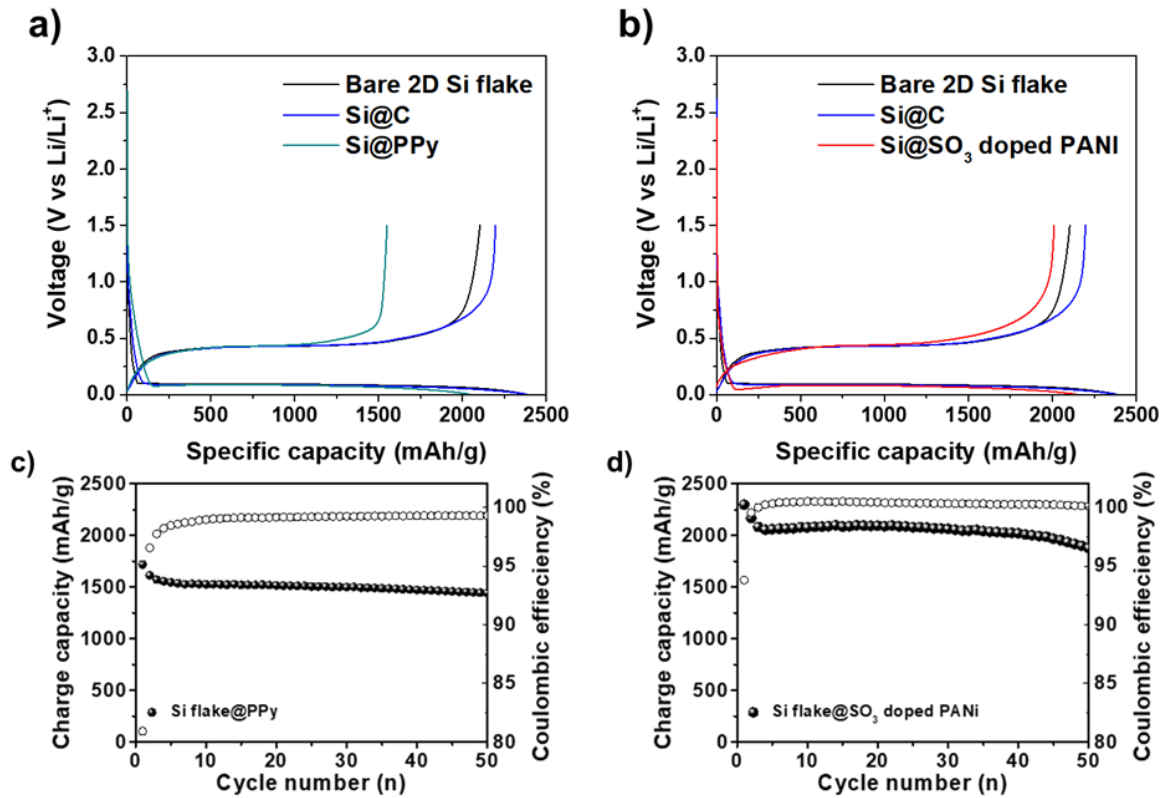 a)
3.0
2.5
2.0
1.5
1.0
0.5
0.0
Voltage (V vs Li/Li⁺)
Bare 2D Si flake
Si@C
Si@PPy
0 500 1000 1500 2000 2500
Specific capacity (mAh/g)
b)
3.0
2.5
2.0
1.5
1.0
0.5
0.0
Voltage (V vs Li/Li⁺)
Bare 2D Si flake
Si@C
Si@SO₃ doped PANI
0 500 1000 1500 2000 2500
Specific capacity (mAh/g)
c)
2500
2000
1500
1000
500
0
Charge capacity (mAh/g)
Si flake@PPy
100
95
90
85
80
Coulombic effieciency (%)
0 10 20 30 40 50
Cycle number (n)
d)
2500
2000
1500
1000
500
0
Charge capacity (mAh/g)
Si flake@SO₃ doped PANi
100
95
90
85
80
Coulombic effieciency (%)
0 10 20 30 40 50
Cycle number (n)